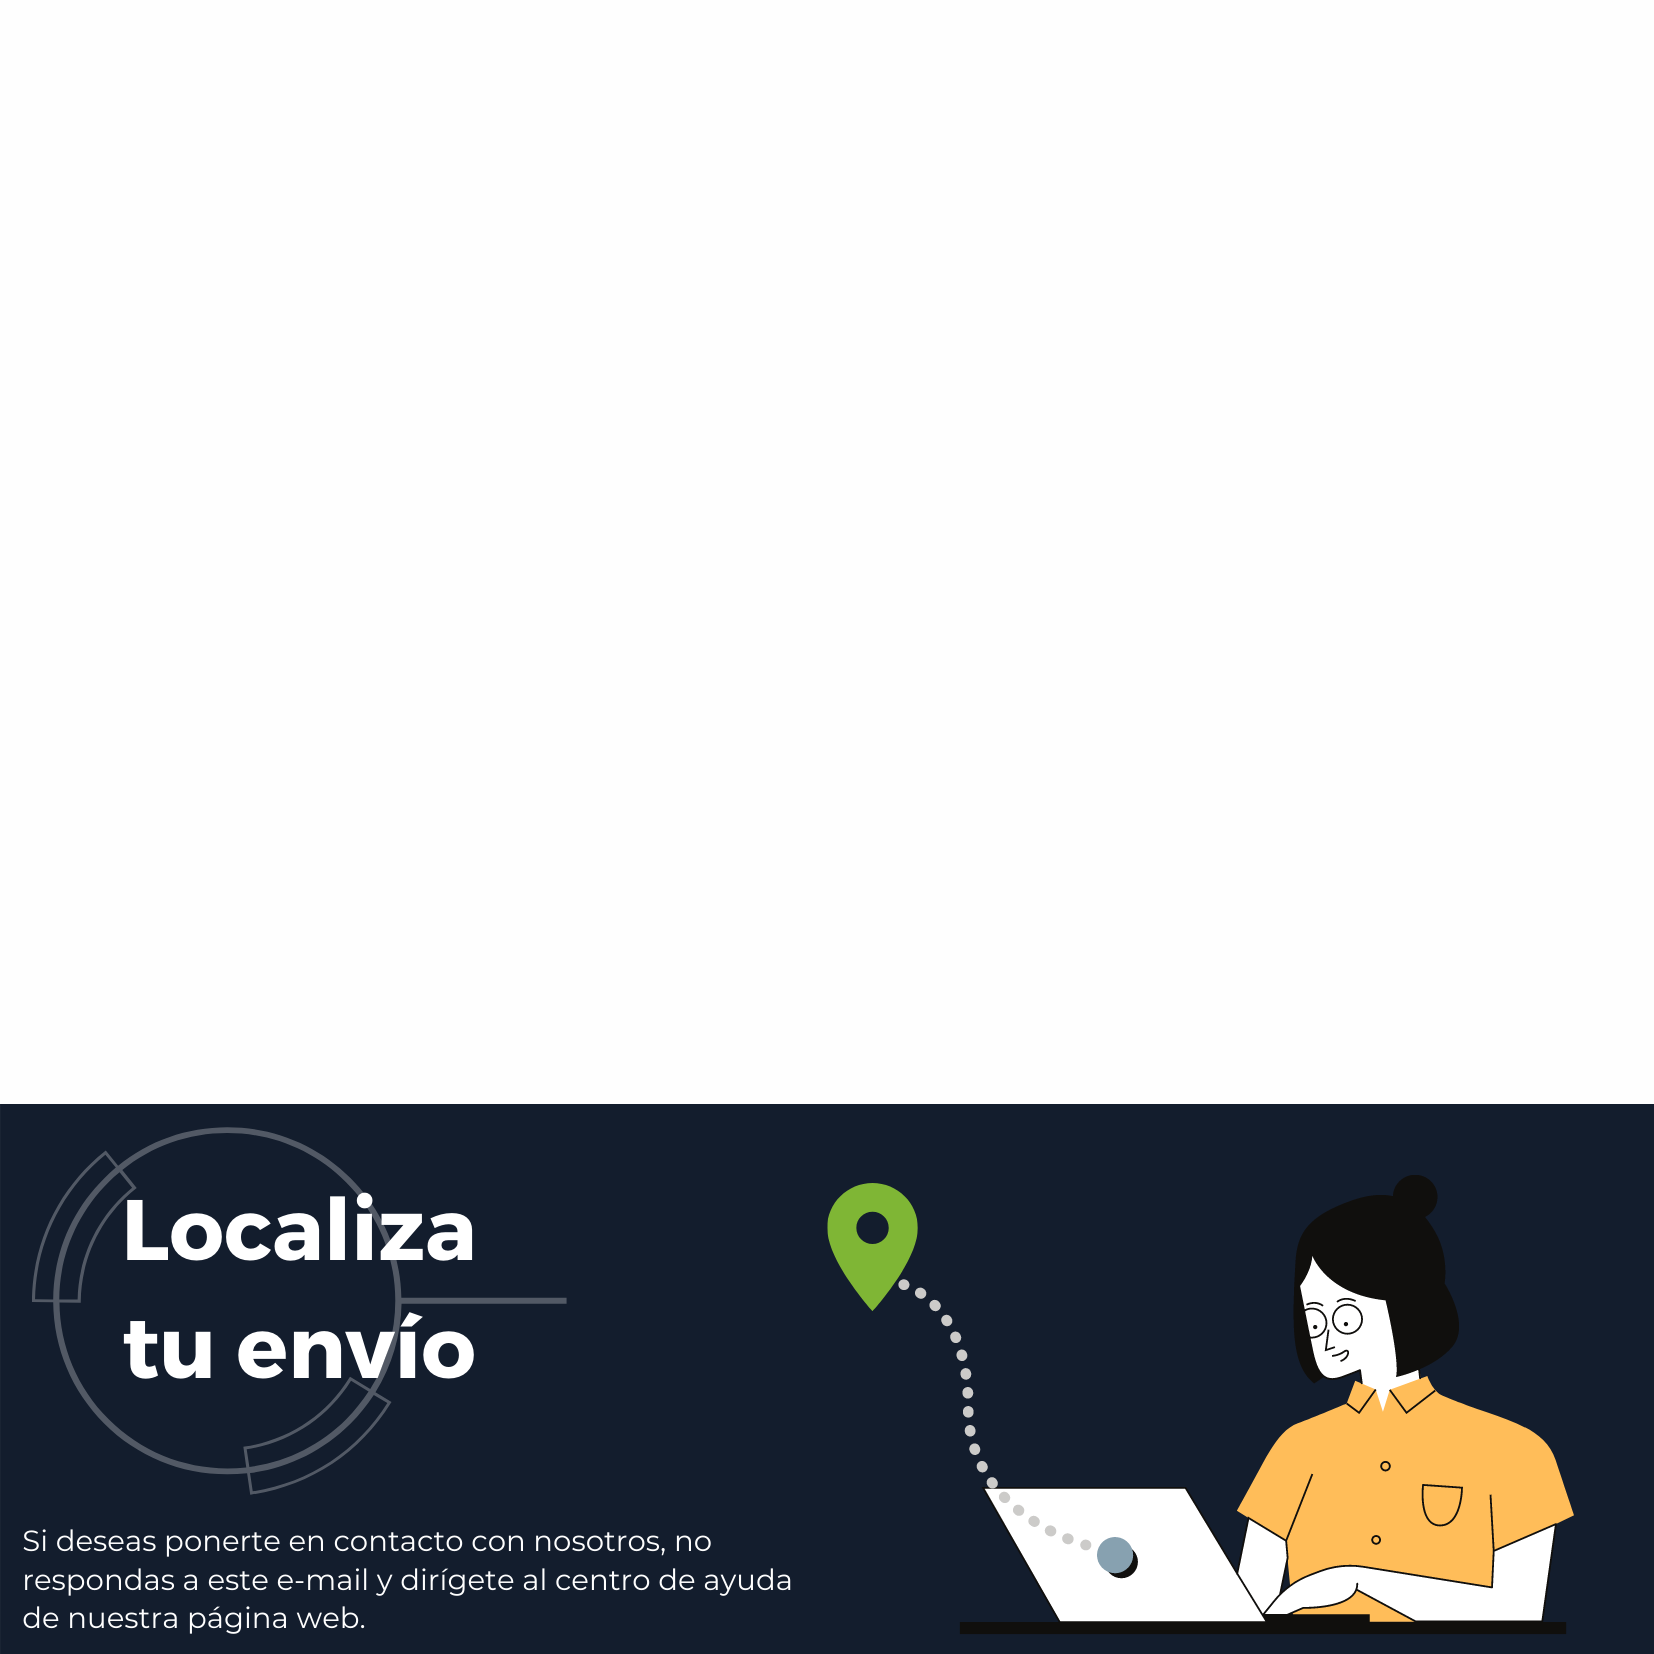 Localiza
tu envío
Si deseas ponerte en contacto con nosotros, no
respondas a este e-mail y dirígete al centro de ayuda
de nuestra página web.